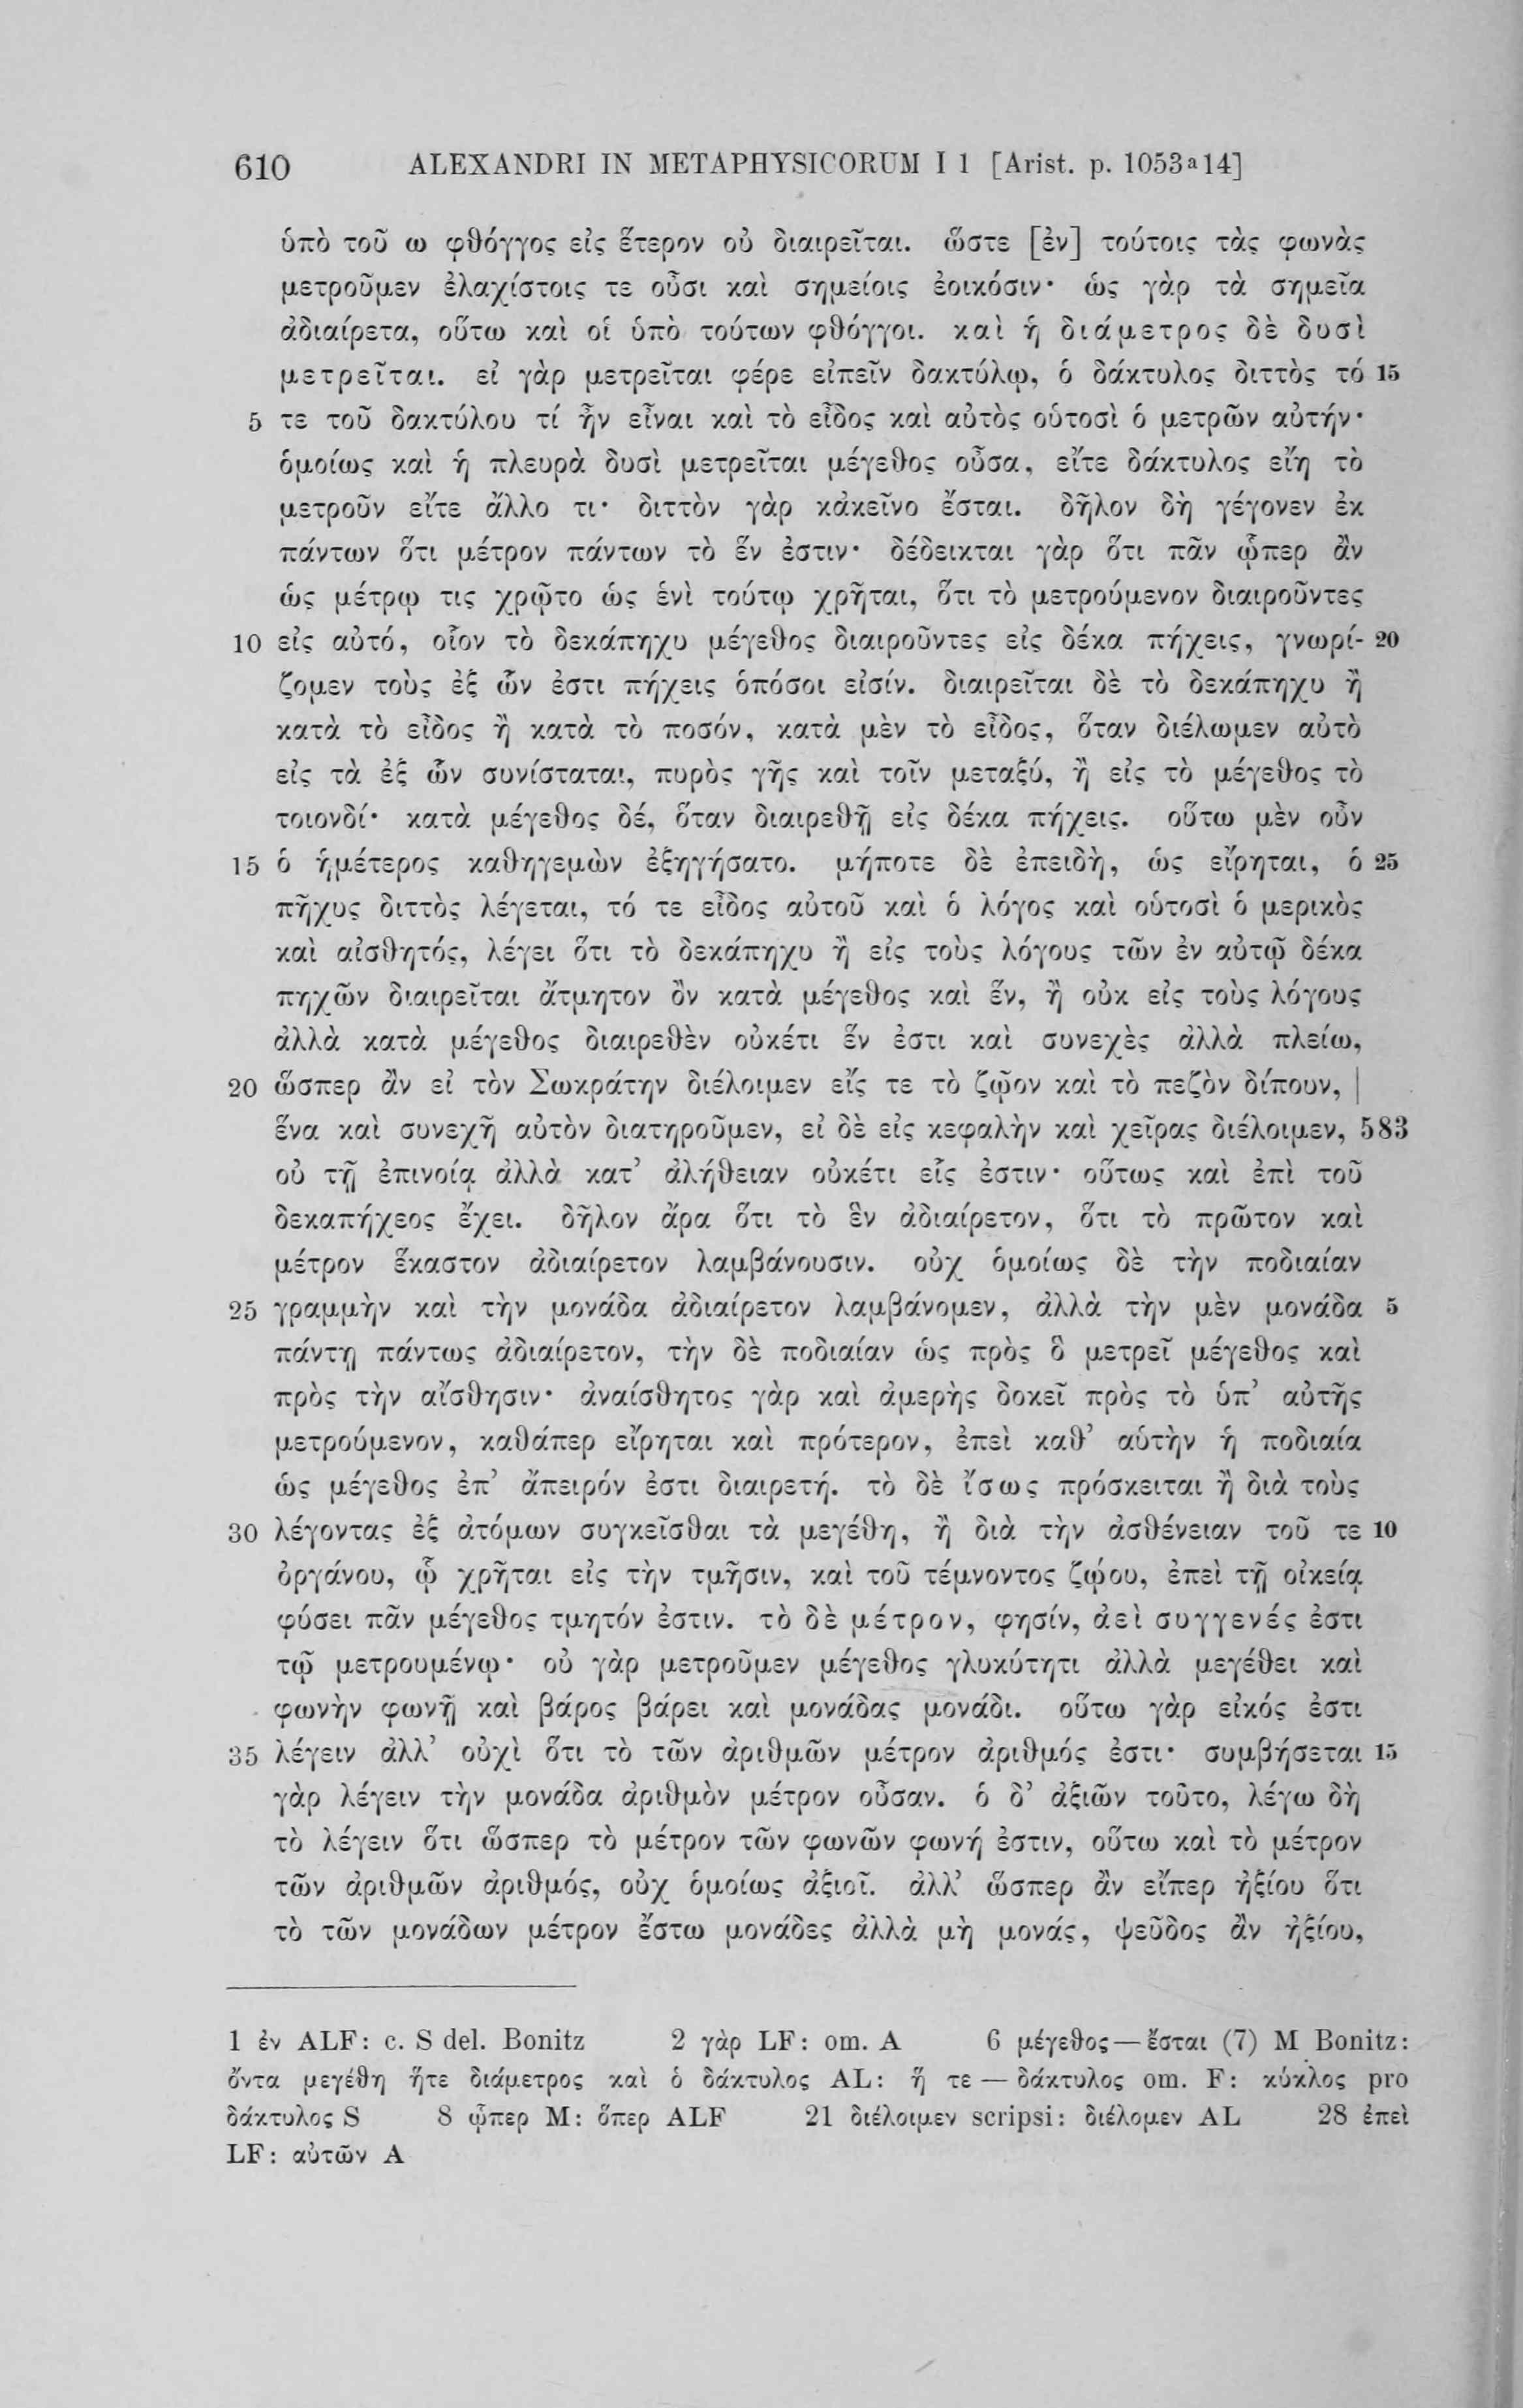 610 ALEXANDRI IN METAPHYSICORUM I 1 [Arist. p. 1053a14]
ὑπὸ τοῦ ω φθόγγος εἰς ἕτερον οὐ διαιρεῖται. ὥστε [ἐν] τούτοις τὰς φωνὰς
μετροῦμεν ἐλαχίστοις τε οὖσι καὶ σημείοις ἐοικόσιν· ὡς γὰρ τὰ σημεῖα
ἀδιαίρετα, οὕτω καὶ οἱ ὑπὸ τούτων φθόγγοι. καὶ ἡ διάμετρος δὲ δυσὶ
μετρεῖται. εἰ γὰρ μετρεῖται φέρε εἰπεῖν δακτύλῳ, ὁ δάκτυλος διττὸς τό 15
5 τε τοῦ δακτύλου τί ἦν εἶναι καὶ τὸ εἶδος καὶ αὐτὸς οὑτοσὶ ὁ μετρῶν αὐτήν·
ὁμοίως καὶ ἡ πλευρὰ δυσὶ μετρεῖται μέγεθος οὖσα, εἴτε δάκτυλος εἴη τὸ
μετροῦν εἴτε ἄλλο τι· διττὸν γὰρ κἀκεῖνο ἔσται. δῆλον δὴ γέγονεν ἐκ
πάντων ὅτι μέτρον πάντων τὸ ἕν ἐστιν· δέδεικται γὰρ ὅτι πᾶν ᾧπερ ἂν
ὡς μέτρῳ τις χρῷτο ὡς ἑνὶ τούτῳ χρῆται, ὅτι τὸ μετρούμενον διαιροῦντες
10 εἰς αὐτό, οἷον τὸ δεκάπηχυ μέγεθος διαιροῦντες εἰς δέκα πήχεις, γνωρί- 20
ζομεν τοὺς ἐξ ὧν ἐστι πήχεις ὁπόσοι εἰσίν. διαιρεῖται δὲ τὸ δεκάπηχυ ἢ
κατὰ τὸ εἶδος ἢ κατὰ τὸ ποσόν, κατὰ μὲν τὸ εἶδος, ὅταν διέλωμεν αὐτὸ
εἰς τὰ ἐξ ὧν συνίσταται, πυρὸς γῆς καὶ τοῖν μεταξύ, ἢ εἰς τὸ μέγεθος τὸ
τοιονδί· κατὰ μέγεθος δέ, ὅταν διαιρεθῇ εἰς δέκα πήχεις. οὕτω μὲν οὖν
15 ὁ ἡμέτερος καθηγεμὼν ἐξηγήσατο. μήποτε δὲ ἐπειδὴ, ὡς εἴρηται, ὁ 25
πῆχυς διττὸς λέγεται, τό τε εἶδος αὐτοῦ καὶ ὁ λόγος καὶ οὑτοσὶ ὁ μερικὸς
καὶ αἰσθητός, λέγει ὅτι τὸ δεκάπηχυ ἢ εἰς τοὺς λόγους τῶν ἐν αὐτῷ δέκα
πηχῶν διαιρεῖται ἄτμητον ὂν κατὰ μέγεθος καὶ ἕν, ἢ οὐκ εἰς τοὺς λόγους
ἀλλὰ κατὰ μέγεθος διαιρεθὲν οὐκέτι ἕν ἐστι καὶ συνεχὲς ἀλλὰ πλείω,
20 ὥσπερ ἂν εἰ τὸν Σωκράτην διέλοιμεν εἴς τε τὸ ζῷον καὶ τὸ πεζὸν δίπουν, |
ἕνα καὶ συνεχῆ αὐτὸν διατηροῦμεν, εἰ δὲ εἰς κεφαλὴν καὶ χεῖρας διέλοιμεν, 583
οὐ τῇ ἐπινοίᾳ ἀλλὰ κατ’ ἀλήθειαν οὐκέτι εἷς ἐστιν· οὕτως καὶ ἐπὶ τοῦ
δεκαπήχεος ἔχει. δῆλον ἄρα ὅτι τὸ ἓν ἀδιαίρετον, ὅτι τὸ πρῶτον καὶ
μέτρον ἕκαστον ἀδιαίρετον λαμβάνουσιν. οὐχ ὁμοίως δὲ τὴν ποδιαίαν
25 γραμμὴν καὶ τὴν μονάδα ἀδιαίρετον λαμβάνομεν, ἀλλὰ τὴν μὲν μονάδα 5
πάντῃ πάντως ἀδιαίρετον, τὴν δὲ ποδιαίαν ὡς πρὸς ὃ μετρεῖ μέγεθος καὶ
πρὸς τὴν αἴσθησιν· ἀναίσθητος γὰρ καὶ ἀμερὴς δοκεῖ πρὸς τὸ ὑπ’ αὐτῆς
μετρούμενον, καθάπερ εἴρηται καὶ πρότερον, ἐπεὶ καθ’ αὑτὴν ἡ ποδιαία
ὡς μέγεθος ἐπ’ ἄπειρόν ἐστι διαιρετή. τὸ δὲ ἴσως πρόσκειται ἢ διὰ τοὺς
30 λέγοντας ἐξ ἀτόμων συγκεῖσθαι τὰ μεγέθη, ἢ διὰ τὴν ἀσθένειαν τοῦ τε 10
ὀργάνου, ᾧ χρῆται εἰς τὴν τμῆσιν, καὶ τοῦ τέμνοντος ζῴου, ἐπεὶ τῇ οἰκείᾳ
φύσει πᾶν μέγεθος τμητόν ἐστιν. τὸ δὲ μέτρον, φησίν, ἀεὶ συγγενές ἐστι
τῷ μετρουμένῳ· οὐ γὰρ μετροῦμεν μέγεθος γλυκύτητι ἀλλὰ μεγέθει καὶ
φωνὴν φωνῇ καὶ βάρος βάρει καὶ μονάδας μονάδι. οὕτω γὰρ εἰκός ἐστι
35 λέγειν ἀλλ’ οὐχὶ ὅτι τὸ τῶν ἀριθμῶν μέτρον ἀριθμός ἐστι· συμβήσεται 15
γὰρ λέγειν τὴν μονάδα ἀριθμὸν μέτρον οὖσαν. ὁ δ’ ἀξιῶν τοῦτο, λέγω δὴ
τὸ λέγειν ὅτι ὥσπερ τὸ μέτρον τῶν φωνῶν φωνή ἐστιν, οὕτω καὶ τὸ μέτρον
τῶν ἀριθμῶν ἀριθμός, οὐχ ὁμοίως ἀξιοῖ. ἀλλ’ ὥσπερ ἂν εἴπερ ἠξίου ὅτι
τὸ τῶν μονάδων μέτρον ἔστω μονάδες ἀλλὰ μὴ μονάς, ψεῦδος ἂν ἠξίου,
1 ἐν ALF: c. S del. Bonitz 2 γὰρ LF: om. A 6 μέγεθος—ἔσται (7) M Bonitz:
ὄντα μεγέθη ἥτε διάμετρος καὶ ὁ δάκτυλος AL: ἥ τε — δάκτυλος om. F: κύκλος pro
δάκτυλος S 8 ᾧπερ M: ὅπερ ALF 21 διέλοιμεν scripsi: διέλομεν AL 28 ἐπεὶ
LF: αὐτῶν A